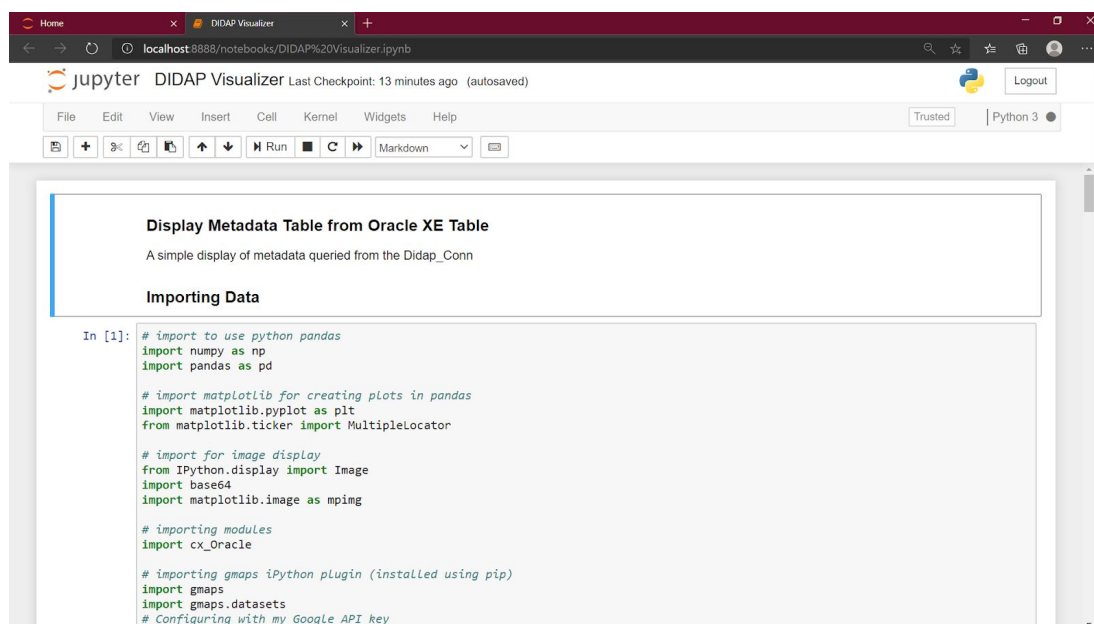 Home
DIDAP Visualizer
localhost:8888/notebooks/DIDAP%20Visualizer.ipynb
jupyter DIDAP Visualizer Last Checkpoint: 13 minutes ago (autosaved)
Logout
File Edit View Insert Cell Kernel Widgets Help
Trusted
Python 3
Run
Markdown
Display Metadata Table from Oracle XE Table
A simple display of metadata queried from the Didap_Conn
Importing Data
In [1]: # import to use python pandas
import numpy as np
import pandas as pd
# import matplotlib for creating plots in pandas
import matplotlib.pyplot as plt
from matplotlib.ticker import MultipleLocator
# import for image display
from IPython.display import Image
import base64
import matplotlib.image as mpimg
# importing modules
import cx_Oracle
# importing gmaps iPython plugin (installed using pip)
import gmaps
import gmaps.datasets
# Configuring with my Google API key